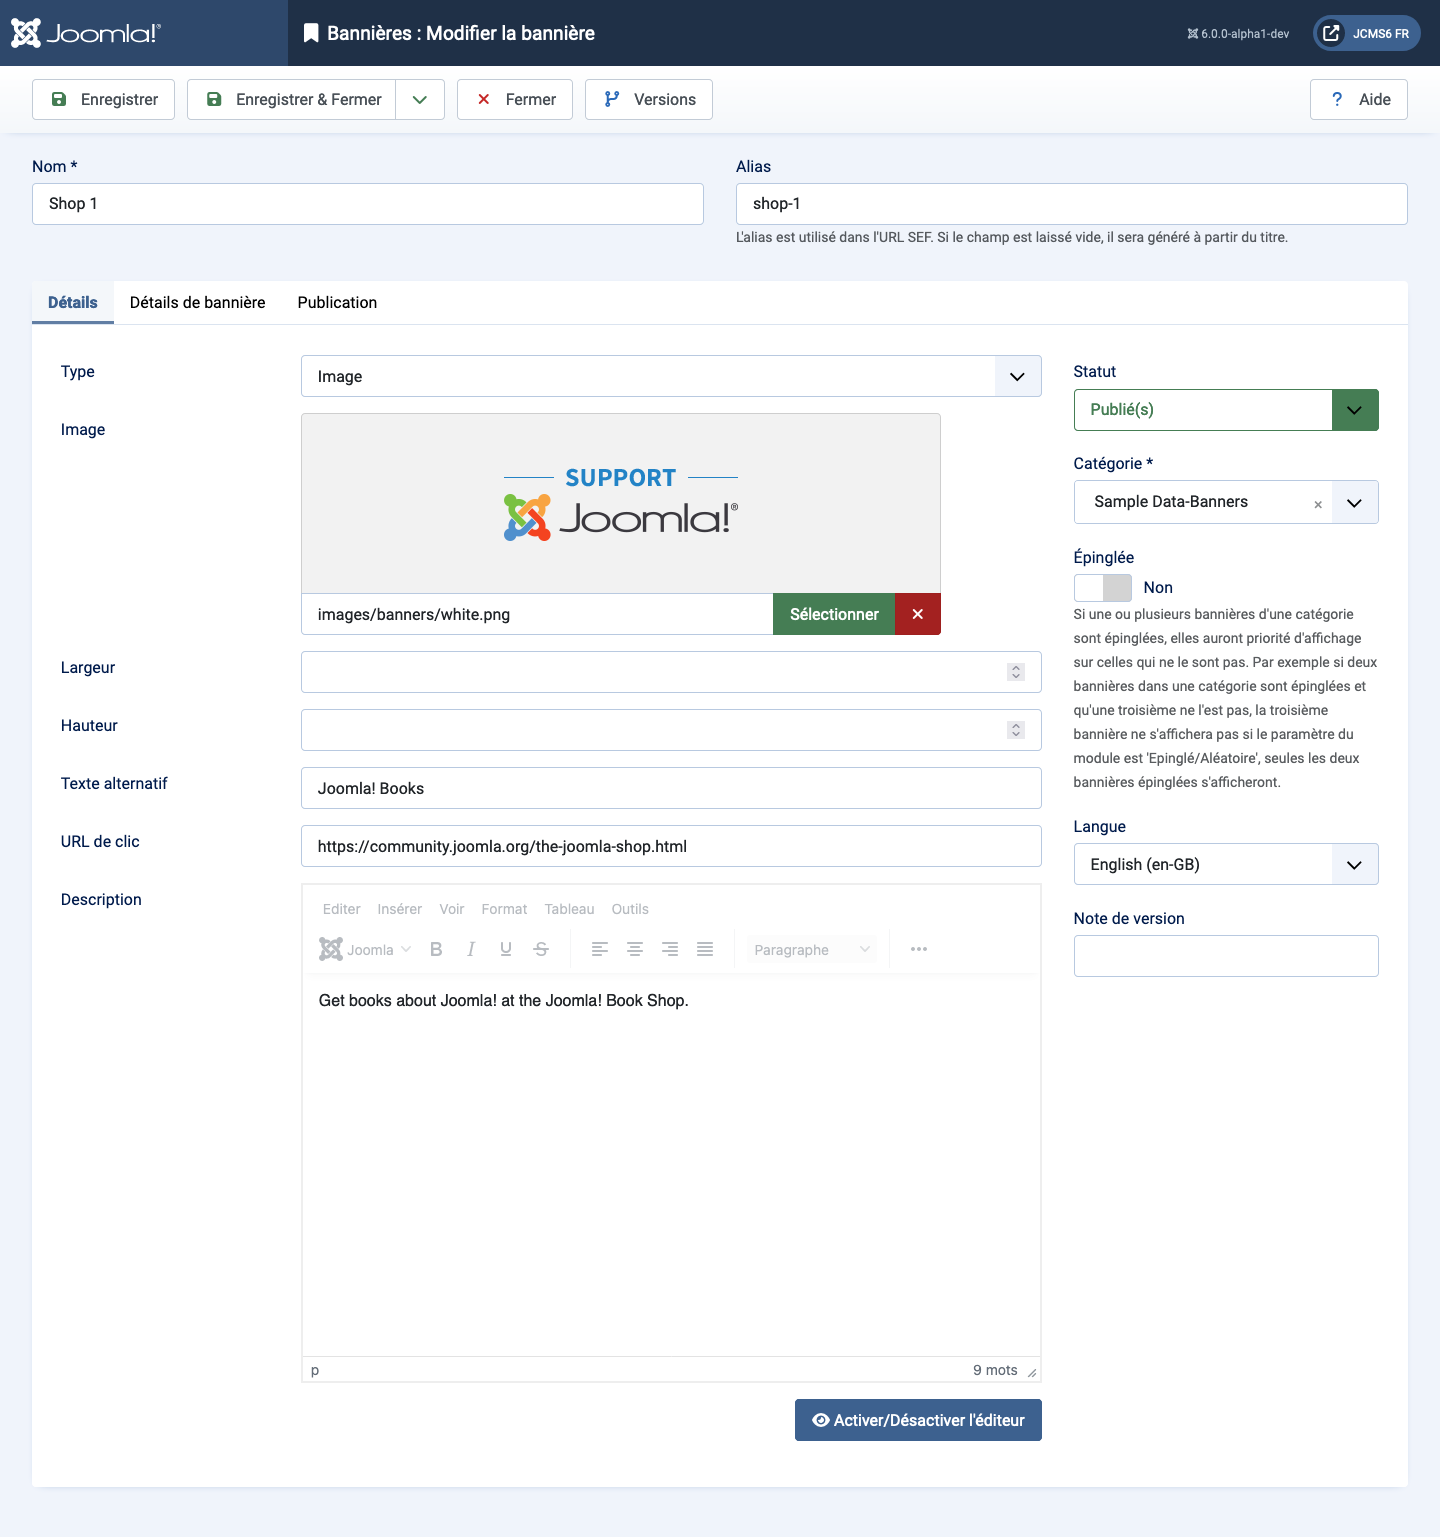 Joomla!®
Bannières : Modifier la bannière
6.0.0-alpha1-dev
JCMS6 FR
Enregistrer
Enregistrer & Fermer
Fermer
Versions
Aide
Nom *
Shop 1
Alias
shop-1
L'alias est utilisé dans l'URL SEF. Si le champ est laissé vide, il sera généré à partir du titre.
Détails
Détails de bannière
Publication
Type
Image
Image
SUPPORT
Joomla!®
images/banners/white.png
Sélectionner
Largeur
Hauteur
Texte alternatif
Joomla! Books
URL de clic
https://community.joomla.org/the-joomla-shop.html
Description
Editer Insérer Voir Format Tableau Outils
Joomla B I U S Paragraphe
Get books about Joomla! at the Joomla! Book Shop.
p
9 mots
Activer/Désactiver l'éditeur
Statut
Publié(s)
Catégorie *
Sample Data-Banners
Épinglée
Non
Si une ou plusieurs bannières d'une catégorie
sont épinglées, elles auront priorité d'affichage
sur celles qui ne le sont pas. Par exemple si deux
bannières dans une catégorie sont épinglées et
qu'une troisième ne l'est pas, la troisième
bannière ne s'affichera pas si le paramètre du
module est 'Epinglé/Aléatoire', seules les deux
bannières épinglées s'afficheront.
Langue
English (en-GB)
Note de version